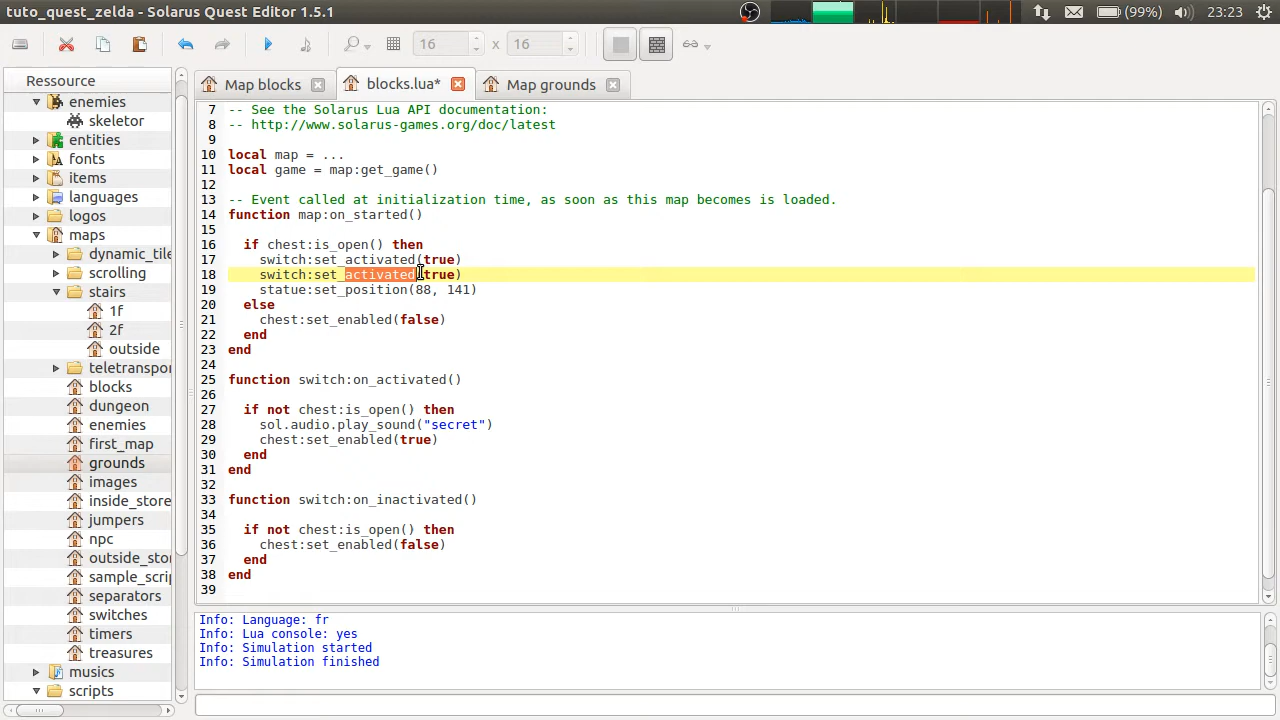 tuto_quest_zelda - Solarus Quest Editor 1.5.1
(99%)
23:23
16 x 16
Ressource
enemies
skeletor
entities
fonts
items
languages
logos
maps
dynamic_tile
scrolling
stairs
1f
2f
outside
teletranspo
blocks
dungeon
enemies
first_map
grounds
images
inside_store
jumpers
npc
outside_sto
sample_scrip
separators
switches
timers
treasures
musics
scripts
Map blocks
blocks.lua*
Map grounds
7 -- See the Solarus Lua API documentation:
8 -- http://www.solarus-games.org/doc/latest
9
10 local map = ...
11 local game = map:get_game()
12
13 -- Event called at initialization time, as soon as this map becomes is loaded.
14 function map:on_started()
15
16 if chest:is_open() then
17 switch:set_activated(true)
18 switch:set_activated(true)
19 statue:set_position(88, 141)
20 else
21 chest:set_enabled(false)
22 end
23 end
24
25 function switch:on_activated()
26
27 if not chest:is_open() then
28 sol.audio.play_sound("secret")
29 chest:set_enabled(true)
30 end
31 end
32
33 function switch:on_inactivated()
34
35 if not chest:is_open() then
36 chest:set_enabled(false)
37 end
38 end
39
Info: Language: fr
Info: Lua console: yes
Info: Simulation started
Info: Simulation finished